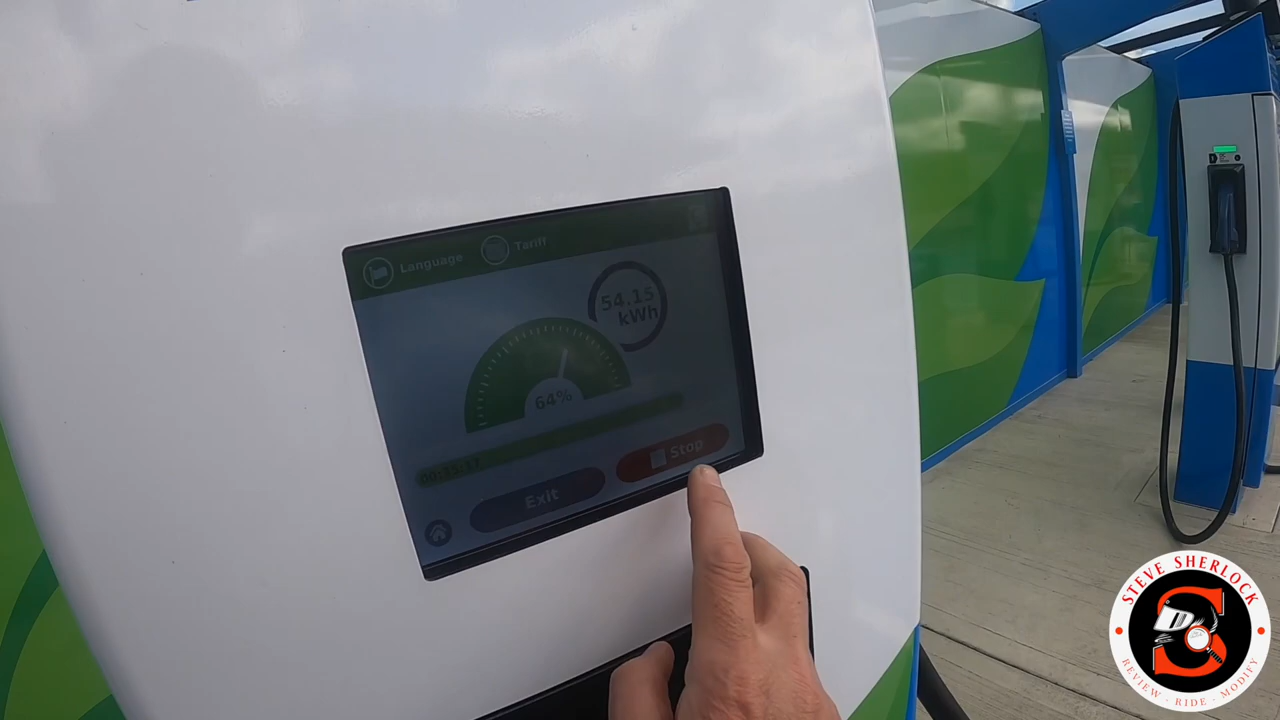 Language
Tariff
54.15
kWh
64%
Stop
Exit
STEVE SHERLOCK
REVIEW - RIDE - MODIFY